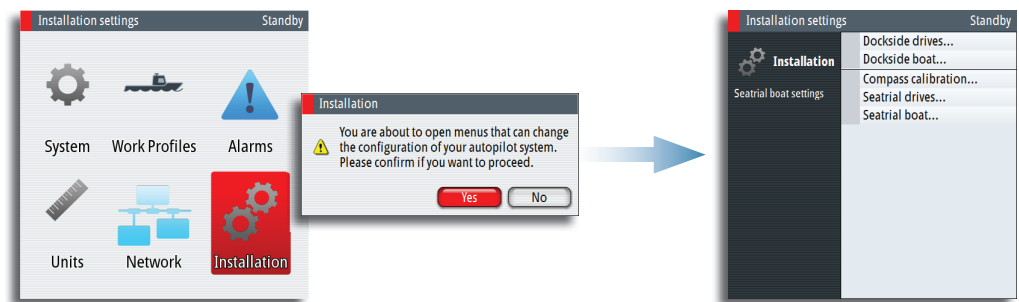 Installation settings Standby
System Work Profiles Alarms
Units Network Installation
Installation
You are about to open menus that can change
the configuration of your autopilot system.
Please confirm if you want to proceed.
Yes No
Installation settings Standby
Installation
Seatrial boat settings
Dockside drives...
Dockside boat...
Compass calibration...
Seatrial drives...
Seatrial boat...